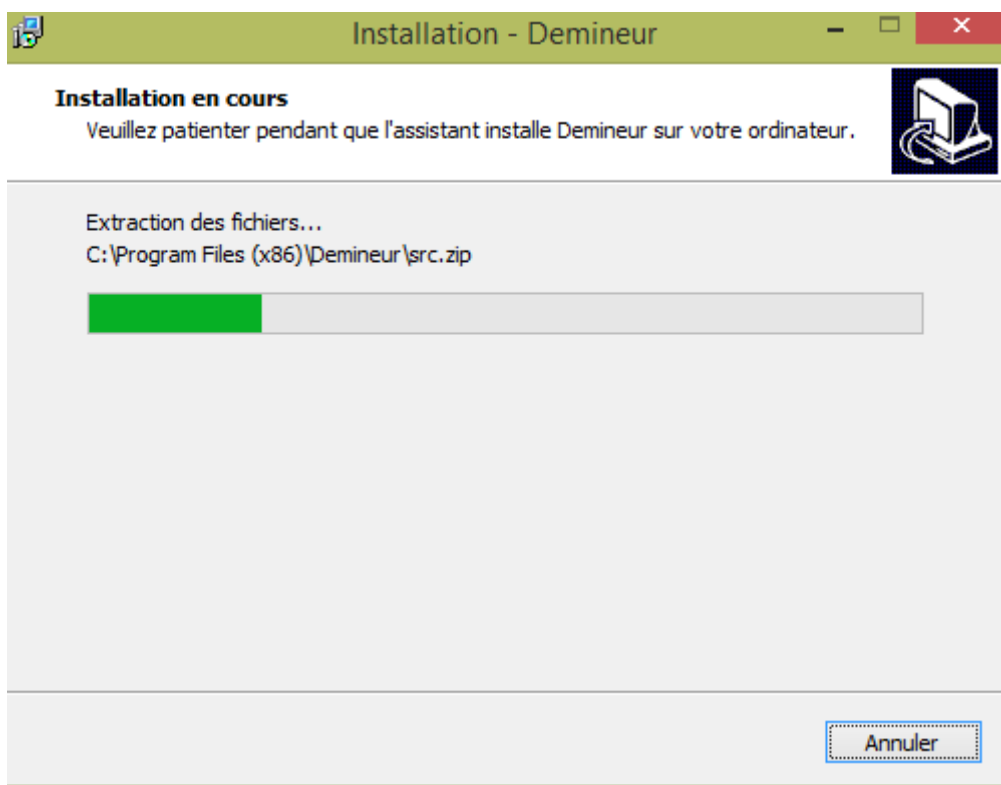 Installation - Demineur
Installation en cours
Veuillez patienter pendant que l'assistant installe Demineur sur votre ordinateur.
Extraction des fichiers...
C:\Program Files (x86)\Demineur\src.zip
Annuler